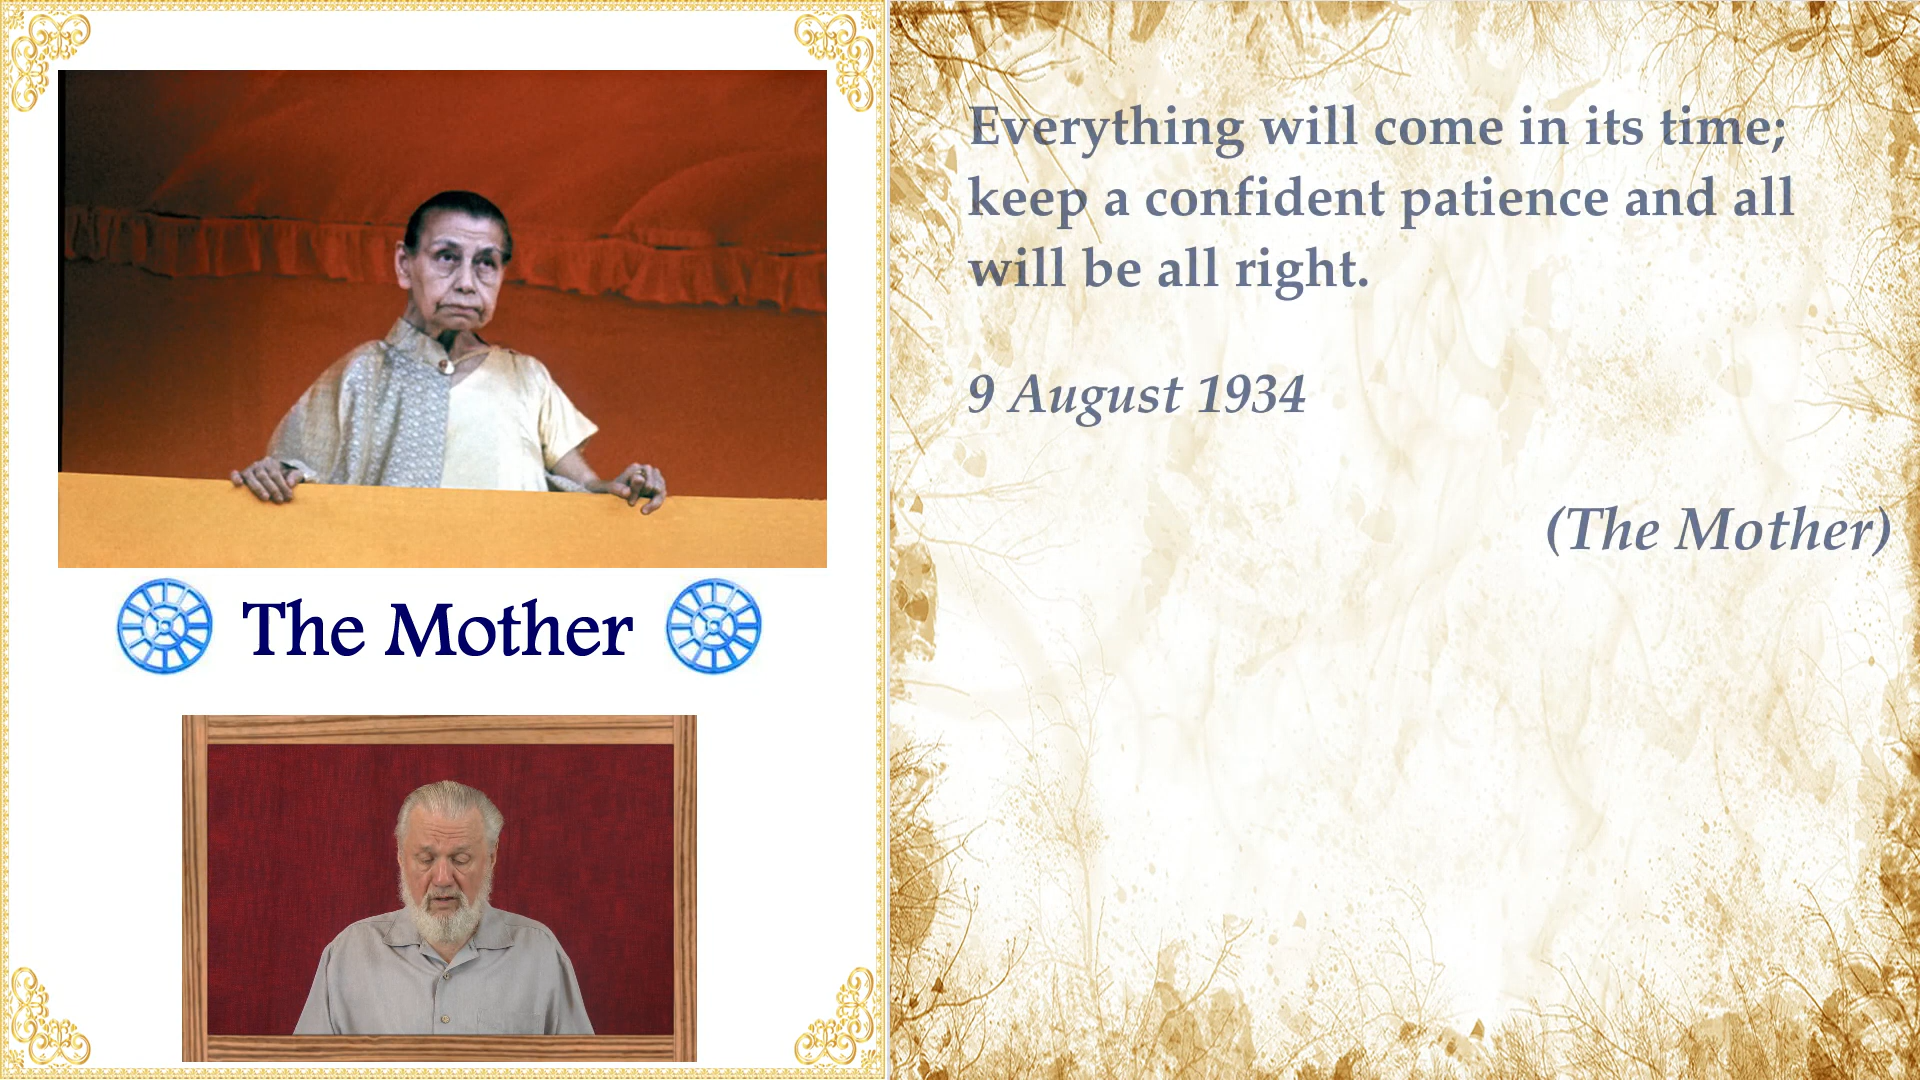 The Mother
Everything will come in its time;
keep a confident patience and all
will be all right.
9 August 1934
(The Mother)